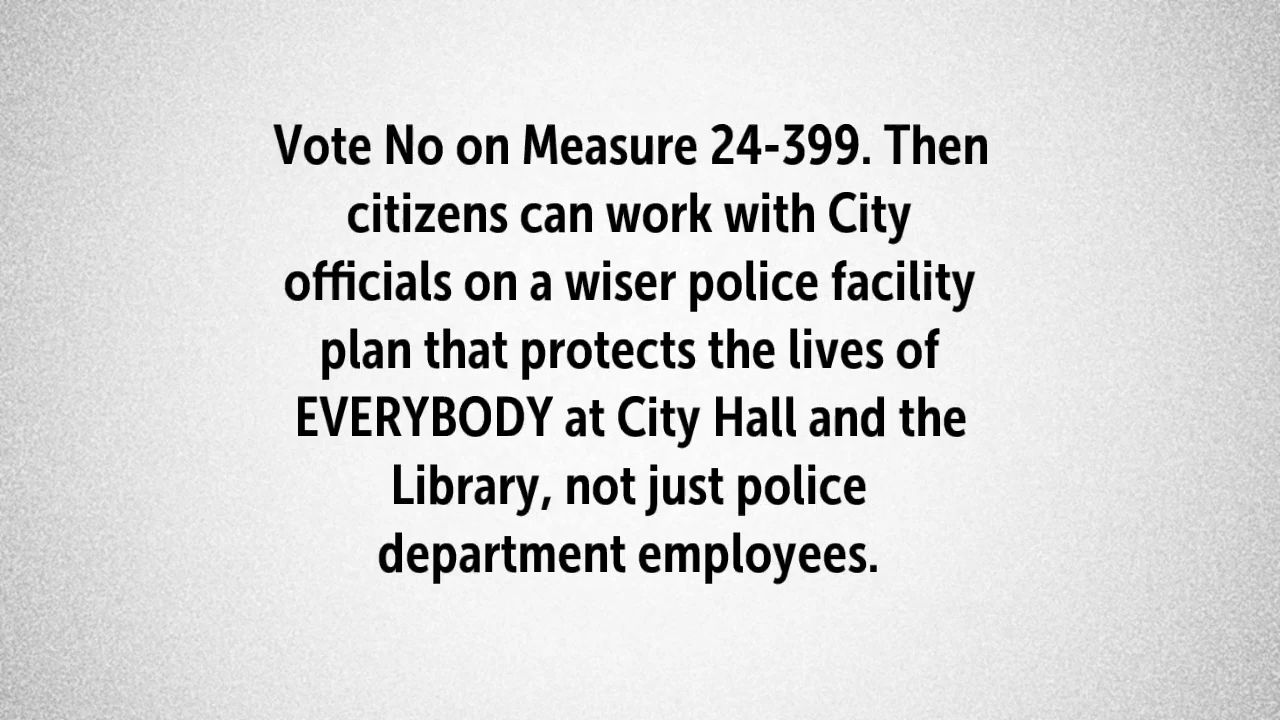 Vote No on Measure 24-399. Then
citizens can work with City
officials on a wiser police facility
plan that protects the lives of
EVERYBODY at City Hall and the
Library, not just police
department employees.